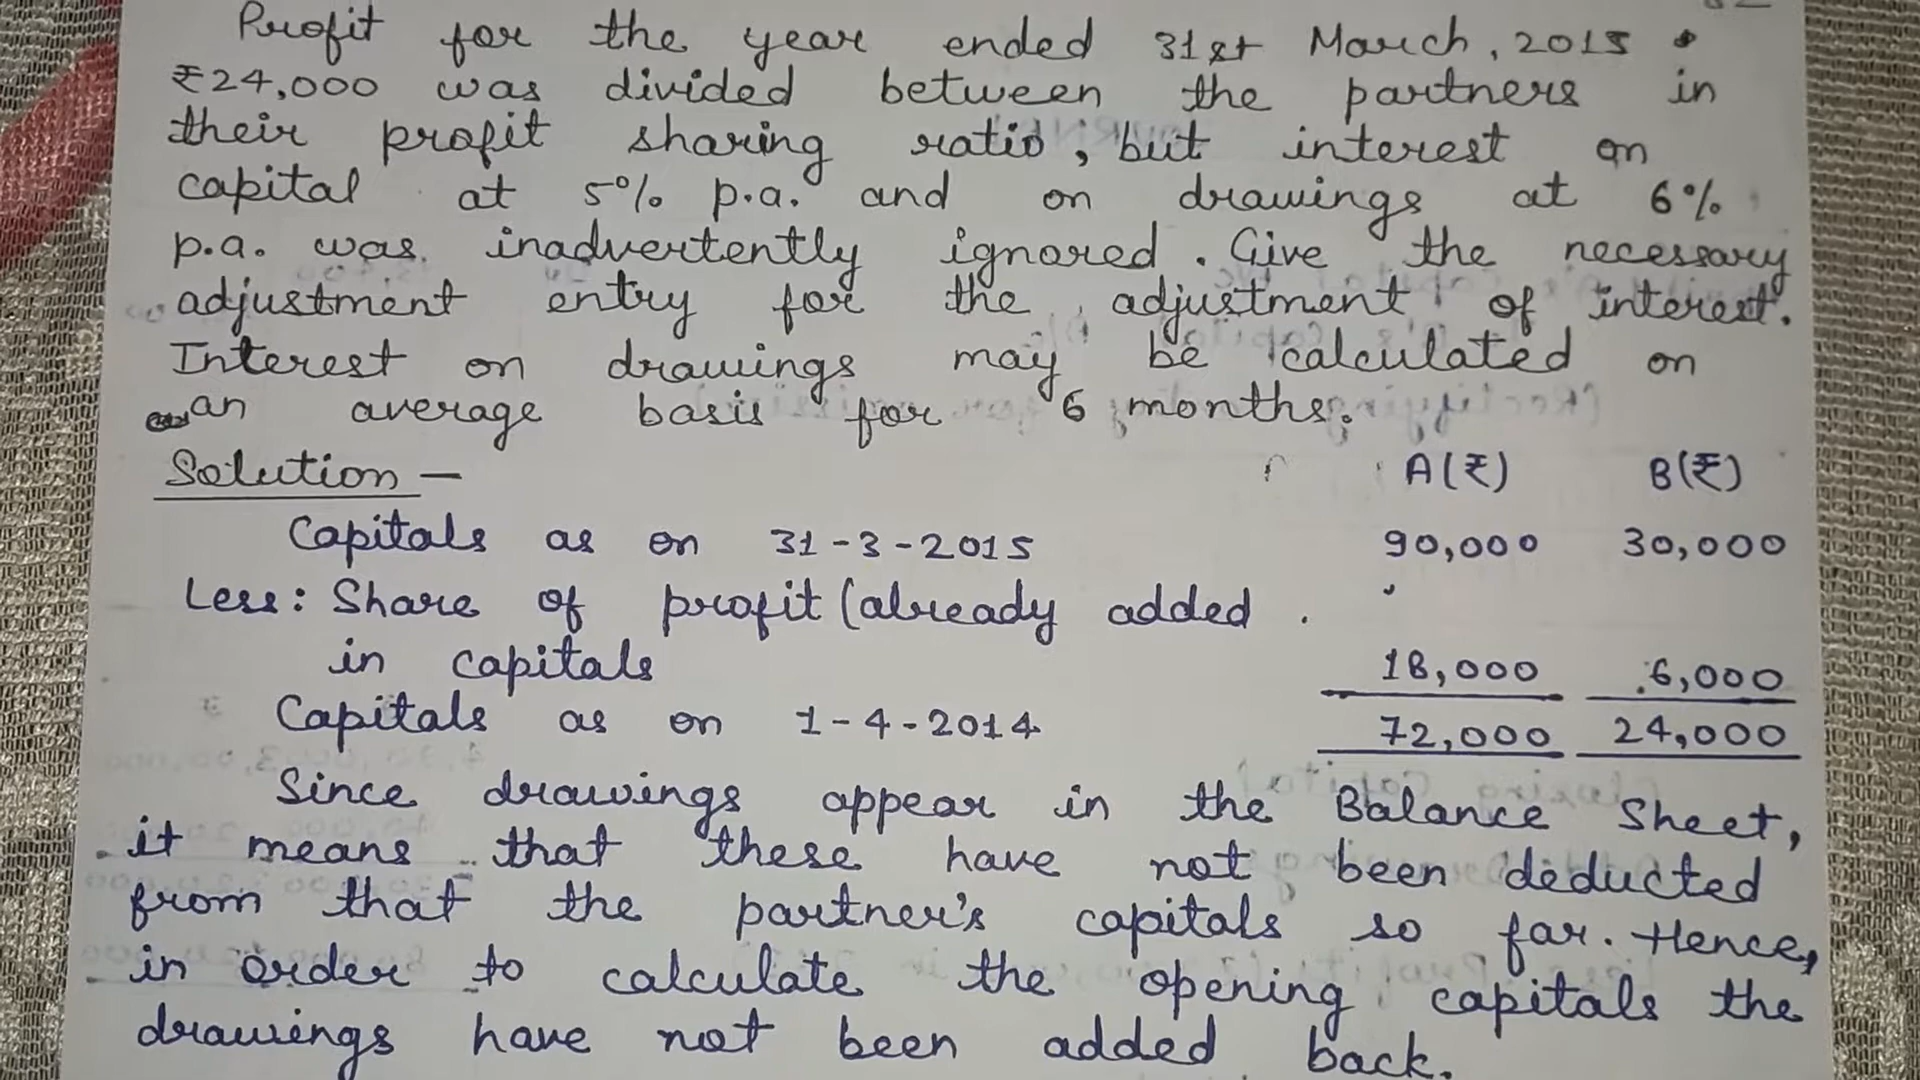 Profit for the year ended 31st March, 2015
₹24,000 was divided between the partners in
their profit sharing ratio, but interest on
capital at 5% p.a. and on drawings at 6%
p.a. was inadvertently ignored. Give the necessary
adjustment entry for the adjustment of interest.
Interest on drawings may be calculated on
an average basis for 6 months.
Solution - A(₹) B(₹)
Capitals as on 31-3-2015 90,000 30,000
Less: Share of profit (already added
in capitals 18,000 6,000
Capitals as on 1-4-2014 72,000 24,000
Since drawings appear in the Balance Sheet,
it means that these have not been deducted
from that the partner's capitals so far. Hence,
in order to calculate the opening capitals the
drawings have not been added back.